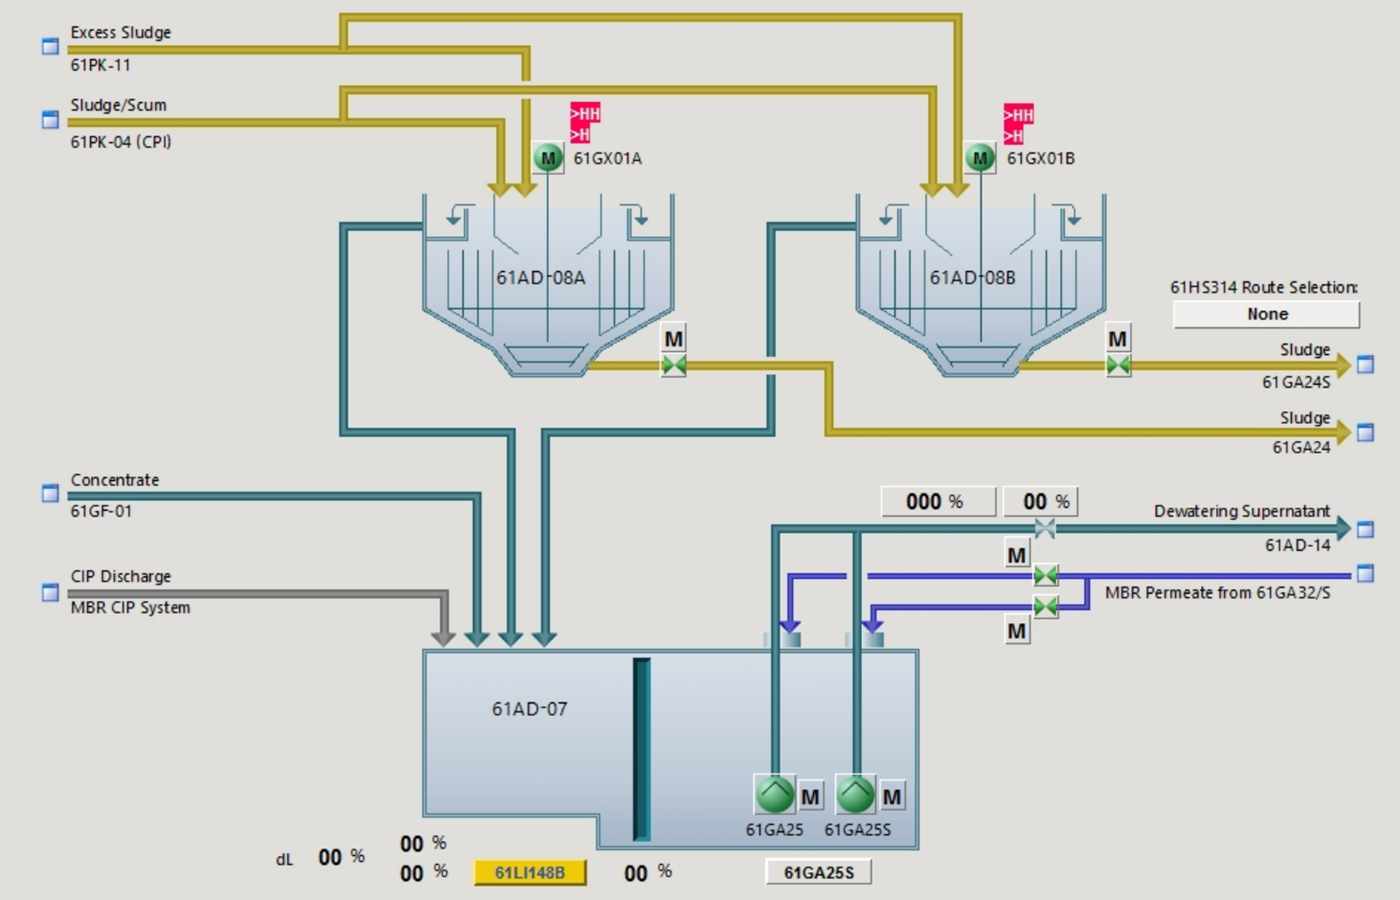 Excess Sludge
61PK-11
Sludge/Scum
61PK-04 (CPI)
>HH
>H
M
61GX01A
>HH
>H
M
61GX01B
61AD-08A
61AD-08B
61HS314 Route Selection:
None
M
M
Sludge
61GA24S
Sludge
61GA24
Concentrate
61GF-01
000 %
00 %
Dewatering Supernatant
61AD-14
M
CIP Discharge
MBR CIP System
MBR Permeate from 61GA32/S
M
61AD-07
M
M
61GA25
61GA25S
dL
00 %
00 %
00 %
61LI148B
00 %
61GA25S